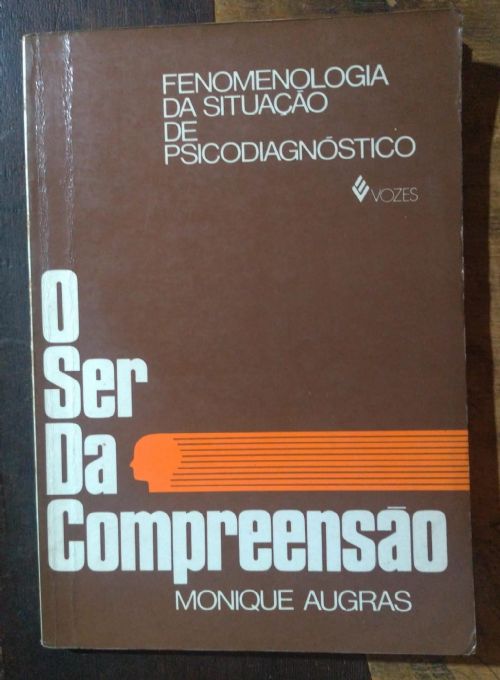 FENOMENOLOGIA
DA SITUAÇÃO
DE
PSICODIAGNÓSTICO
VOZES
O
Ser
Da
Compreensão
MONIQUE AUGRAS